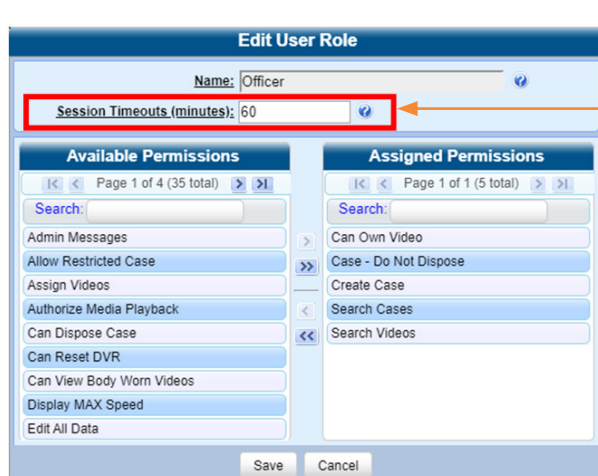 Edit User Role
Name: Officer
Session Timeouts (minutes): 60
Available Permissions
Page 1 of 4 (35 total)
Search:
Admin Messages
Allow Restricted Case
Assign Videos
Authorize Media Playback
Can Dispose Case
Can Reset DVR
Can View Body Worn Videos
Display MAX Speed
Edit All Data
Assigned Permissions
Page 1 of 1 (5 total)
Search:
Can Own Video
Case - Do Not Dispose
Create Case
Search Cases
Search Videos
Save Cancel